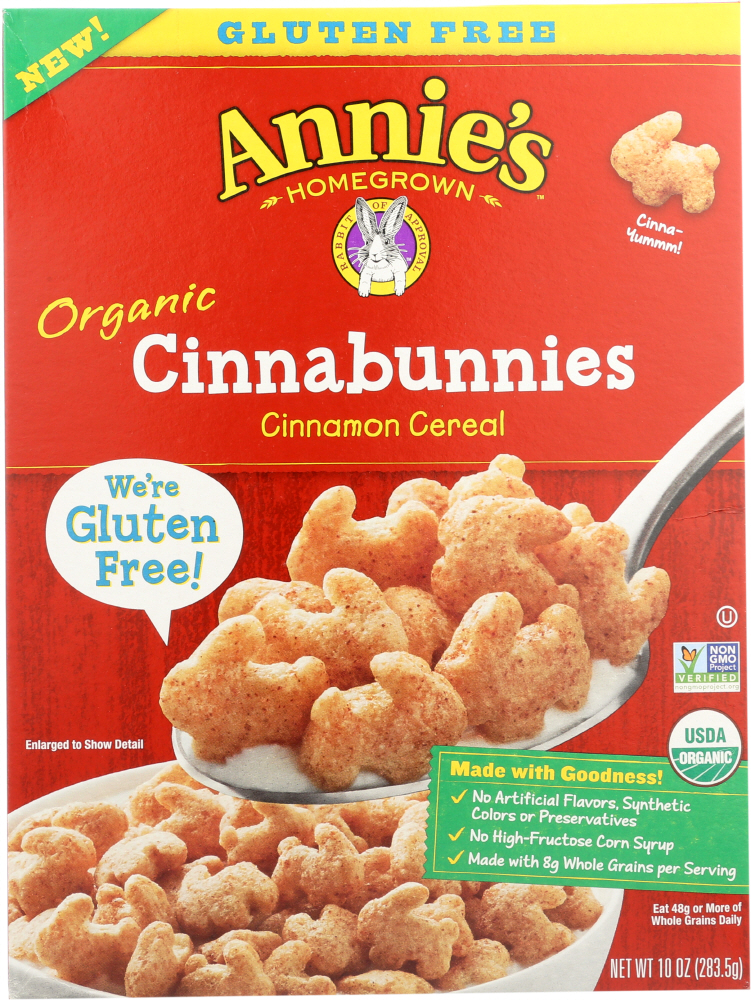 NEW!
GLUTEN FREE
Annie's™
HOMEGROWN
RABBIT OF APPROVAL
Cinna-
Yummm!
Organic
Cinnabunnies
Cinnamon Cereal
We're
Gluten
Free!
U
NON
GMO
Project
VERIFIED
nongmoproject.org
Enlarged to Show Detail
USDA
ORGANIC
Made with Goodness!
✓ No Artificial Flavors, Synthetic
Colors or Preservatives
✓ No High-Fructose Corn Syrup
✓ Made with 8g Whole Grains per Serving
Eat 48g or More of
Whole Grains Daily
NET WT 10 OZ (283.5g)